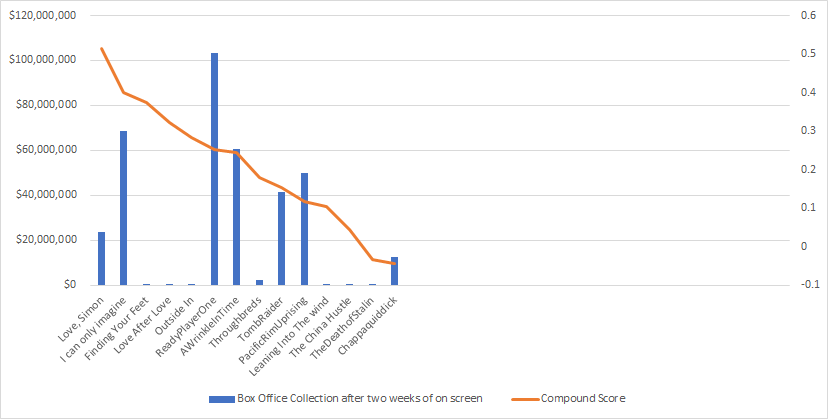 $120,000,000
$100,000,000
$80,000,000
$60,000,000
$40,000,000
$20,000,000
$0
0.6
0.5
0.4
0.3
0.2
0.1
0
-0.1
Love, Simon
I can only imagine
Finding Your Feet
Love After Love
Outside In
ReadyPlayerOne
AWrinkleInTime
Throughbreds
TombRaider
PacificRimUprising
Leaning Into The wind
The China Hustle
TheDeathofStalin
Chappaquiddick
Box Office Collection after two weeks of on screen
Compound Score